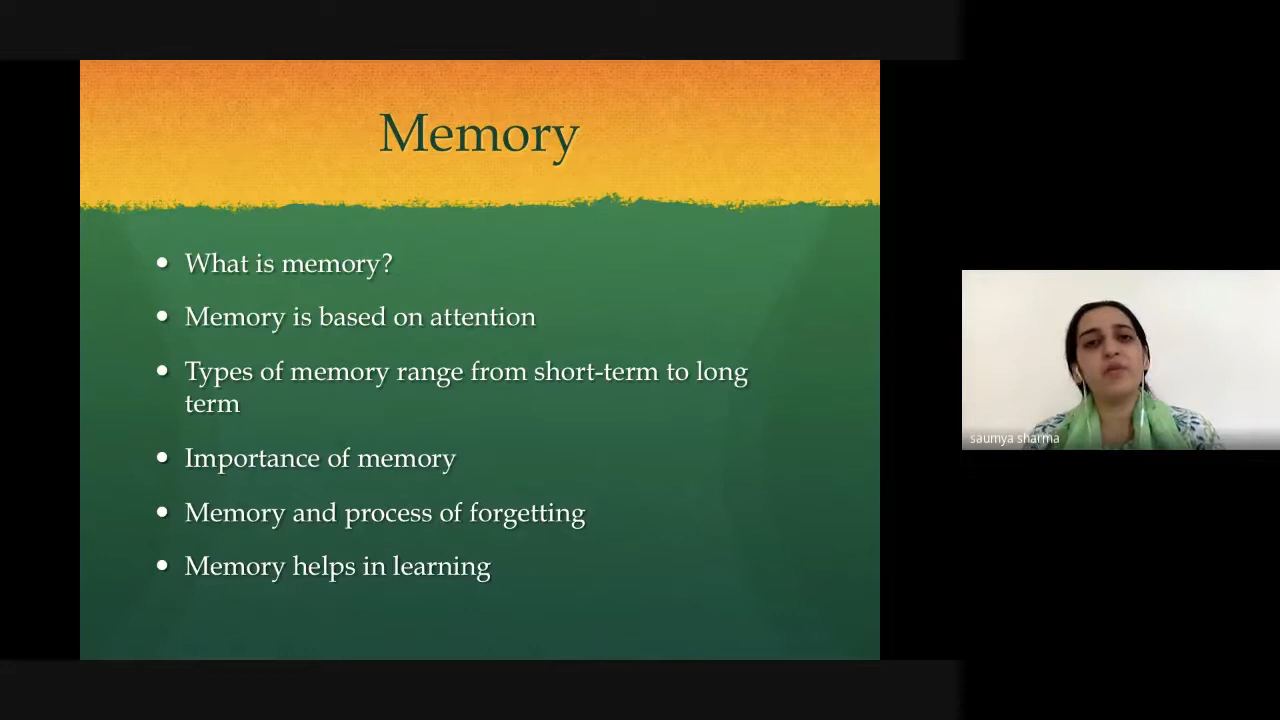 Memory
• What is memory?
• Memory is based on attention
• Types of memory range from short-term to long
term
• Importance of memory
• Memory and process of forgetting
• Memory helps in learning
saumya sharma